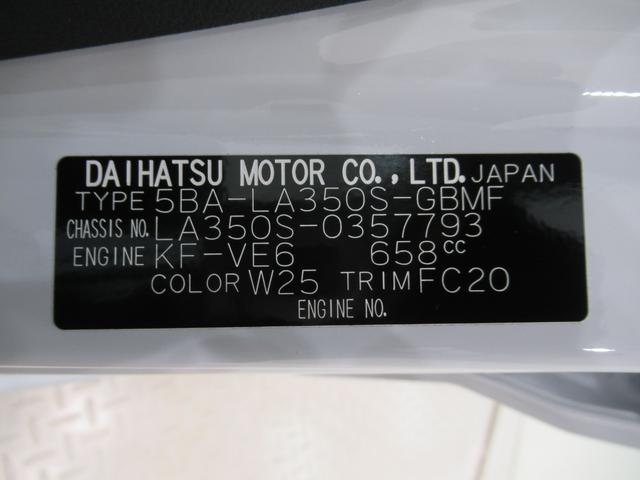 DAIHATSU MOTOR CO.,LTD. JAPAN
TYPE 5BA-LA350S-GBMF
CHASSIS NO. LA350S-0357793
ENGINE KF-VE6 658cc
COLOR W25 TRIM FC20
ENGINE NO.